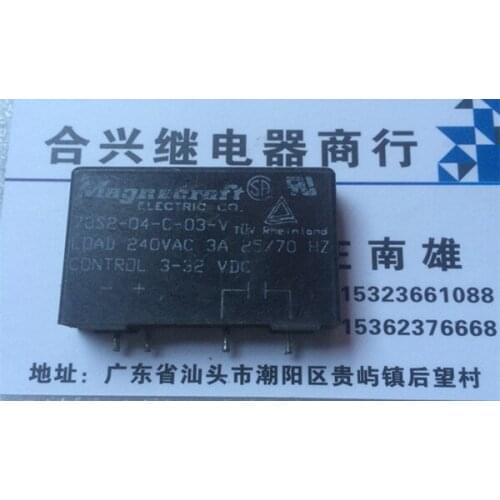 合兴继电器商行
Magnecraft
ELECTRIC CO.
SA
70S2-04-C-03-V
TÜV Rheinland
LOAD 240VAC 3A 25/70 HZ
CONTROL 3-32 VDC
- +
王南雄
15323661088
15362376668
地址：广东省汕头市潮阳区贵屿镇后望村